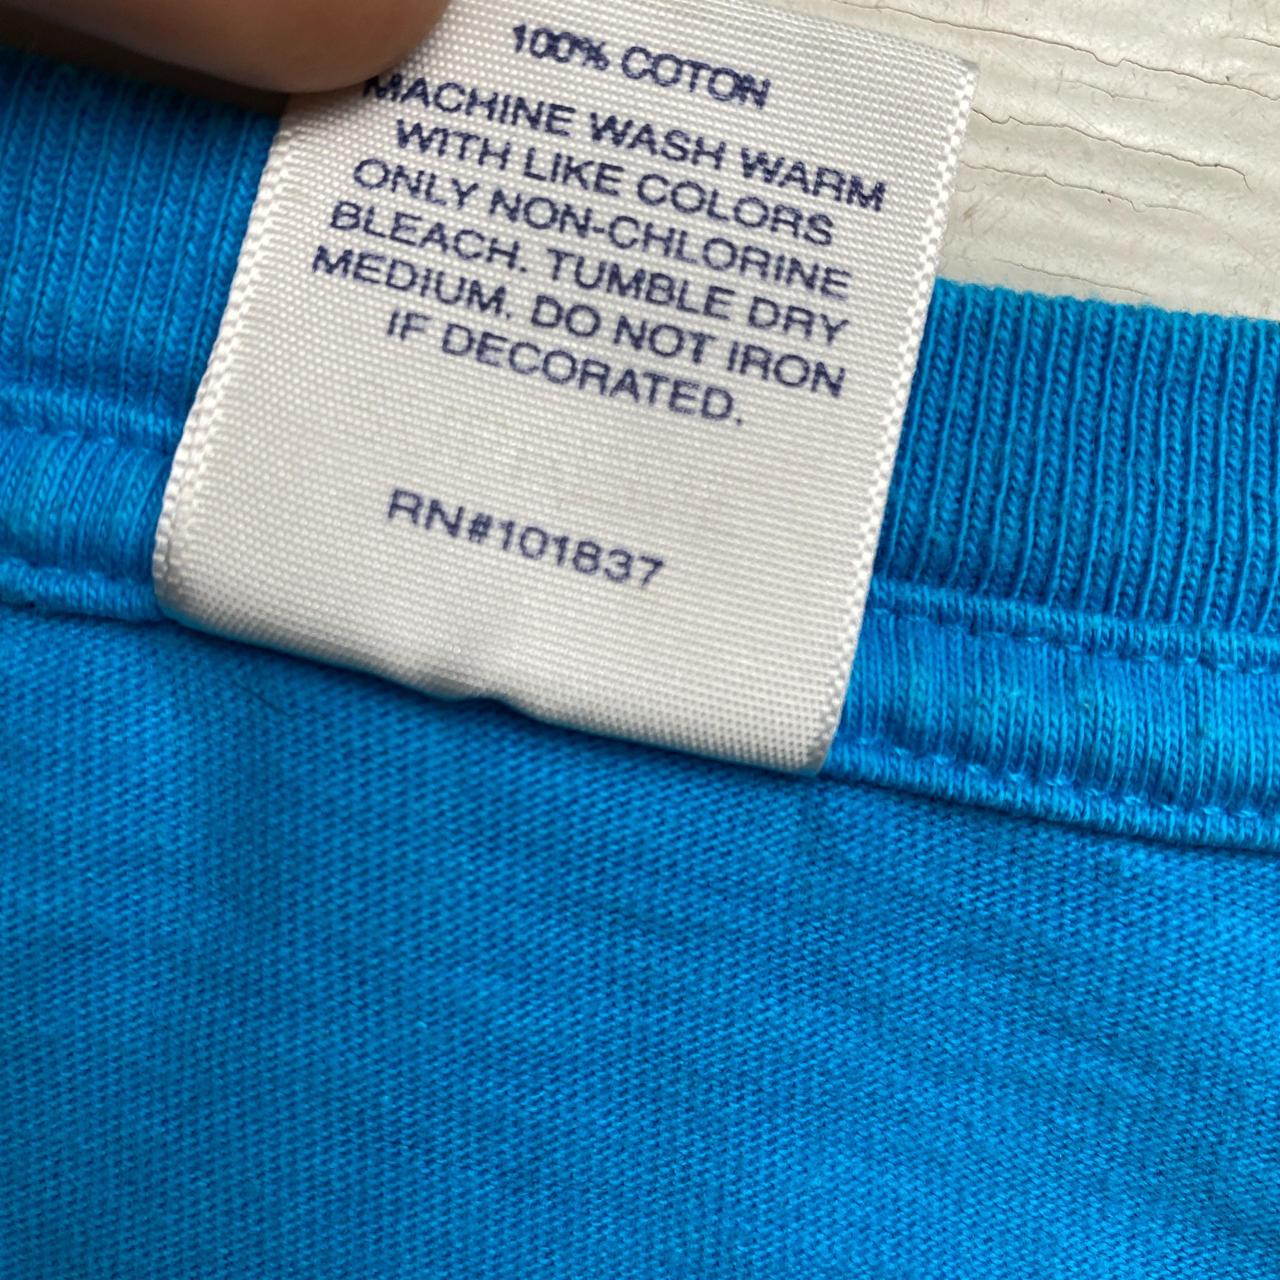 100% COTON
MACHINE WASH WARM
WITH LIKE COLORS
ONLY NON-CHLORINE
BLEACH. TUMBLE DRY
MEDIUM. DO NOT IRON
IF DECORATED.
RN#101837